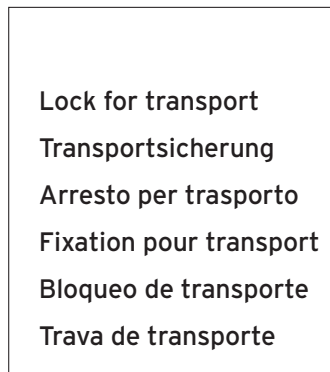 Lock for transport
Transportsicherung
Arresto per trasporto
Fixation pour transport
Bloqueo de transporte
Trava de transporte